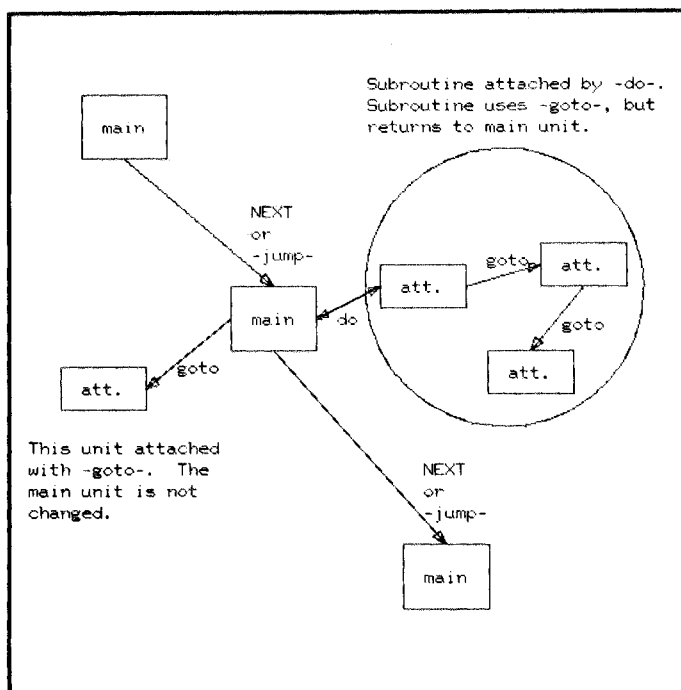 Subroutine attached by -do-.
Subroutine uses -goto-, but
returns to main unit.
main
NEXT
or
-jump-
att.
goto
att.
main
do
goto
goto
att.
att.
This unit attached
with -goto-. The
main unit is not
changed.
NEXT
or
-jump-
main